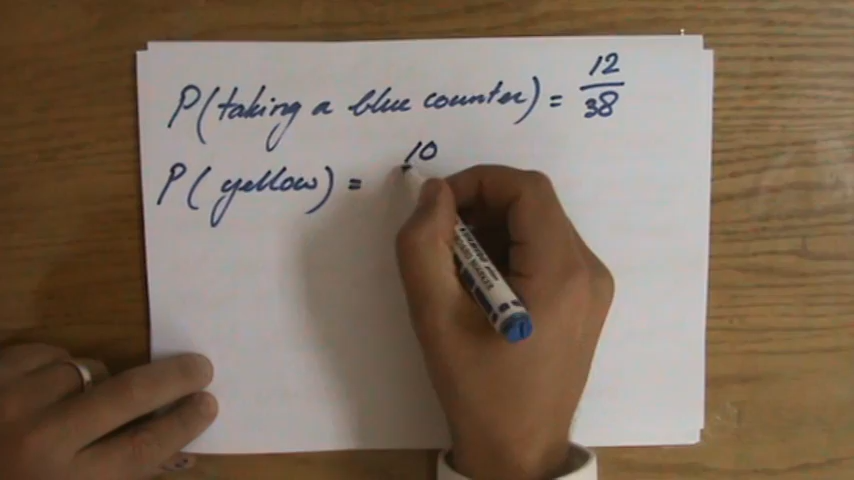 P(taking a blue counter) = 12/38
P(yellow) = 10